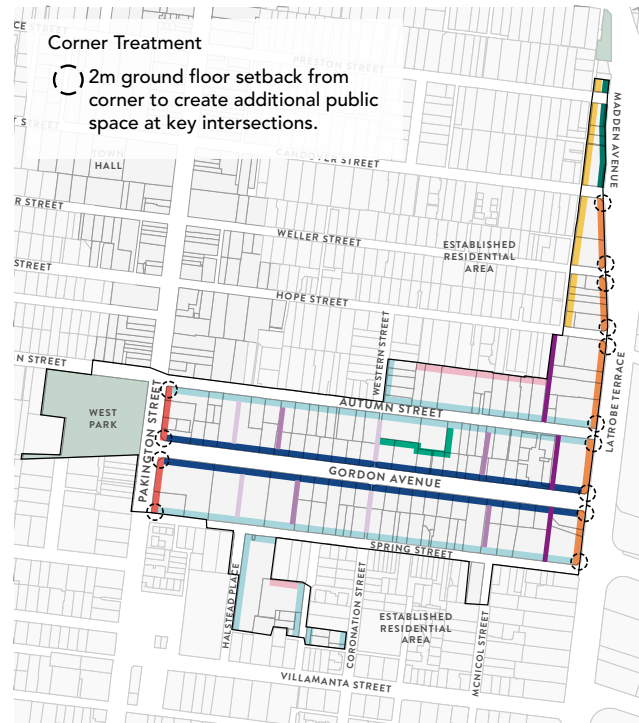 CE STREET
Corner Treatment
2m ground floor setback from
corner to create additional public
space at key intersections.
PRESTON STREET
MADDEN AVENUE
T STREET
TOWN
HALL
CANDOVER STREET
R STREET
WELLER STREET
ESTABLISHED
RESIDENTIAL
AREA
STREET
HOPE STREET
WESTERN STREET
N STREET
LATROBE TERRACE
AUTUMN STREET
WEST
PARK
PAKINGTON STREET
GORDON AVENUE
SPRING STREET
HALSTEAD PLACE
CORONATION STREET
ESTABLISHED
RESIDENTIAL
AREA
MCNICOL STREET
VILLAMANTA STREET